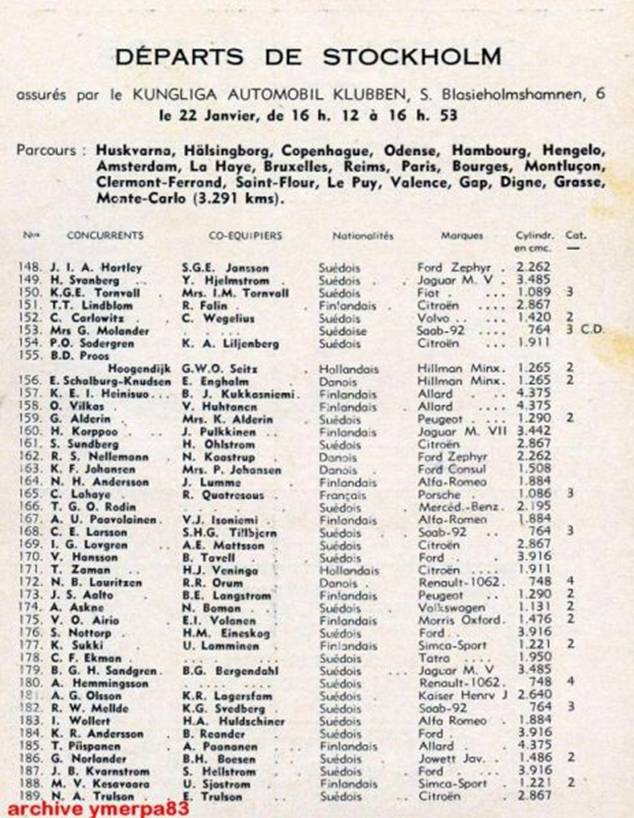 DÉPARTS DE STOCKHOLM
assurés par le KUNGLIGA AUTOMOBIL KLUBBEN, S. Blasieholmshamnen, 6
le 22 Janvier, de 16 h. 12 à 16 h. 53
Parcours : Huskvarna, Hälsingborg, Copenhague, Odense, Hambourg, Hengelo,
Amsterdam, La Haye, Bruxelles, Reims, Paris, Bourges, Montluçon,
Clermont-Ferrand, Saint-Flour, Le Puy, Valence, Gap, Digne, Grasse,
Monte-Carlo (3.291 kms).
Nos CONCURRENTS CO-EQUIPIERS Nationalités Marques Cylindr. en cmc. Cat.
148. J. I. A. Hartley S.G.E. Jansson Suédois Ford Zephyr . 2.262
149. H. Svanberg Y. Hjelmstrom Suédois Jaguar M. V . 3.485
150. K.G.E. Tornvall Mrs. I.M. Tornvall Suédois Fiat . ... 1.089 3
151. T.T. Lindblom R. Falin Finlandais Citroën ... 2.867
152. C. Carlowitz C. Wegelius Suédois Volvo .. ... 1.420 2
153. Mrs G. Molander .. .. Suédoise Saab-92 .... 764 3 C.D.
154. P.O. Sodergren K. A. Liljenberg Suédois Citroën ... 1.911
155. B.D. Proos
Hoogendijk G.W.O. Seitz Hollandais Hillman Minx. 1.265 2
156. E. Schalburg-Knudsen E. Engholm Danois Hillman Minx. 1.265 2
157. K. E. I. Heinisuo... B. J. Kukkasniemi. Finlandais Allard .... 4.375
158. O. Vilkas V. Huhtanen Finlandais Allard .... 4.375
159. G. Alderin Mrs. K. Alderin Suédois Peugeot ... 1.290 2
160. H. Korppoo J. Pulkkinen Finlandais Jaguar M. VII 3.442
161. S. Sundberg H. Ohlstrom Suédois Citroën 2.867
162. R. S. Nellemann N. Kaastrup Danois Ford Zephyr 2.262
163. K. F. Johansen Mrs. P. Johansen Danois Ford Consul 1.508
164. N. H. Andersson J. Lumme Finlandais Alfa-Romeo 1.884
165. C. Lahaye R. Quatresous Français Porsche . 1.086 3
166. T. G. O. Rodin Suédois Mercéd.-Benz. 2.195
167. A. U. Paavolainen. V.J. Isoniemi Finlandais Alfa-Romeo 1.884
168. C. E. Larsson S.H.G. Tillbjern Suédois Saab-92 .. 764 3
169. I. G. Lovgren A.E. Mattsson Suédois Citroën 2.867
170. V. Hansson B. Tavell Suédois Ford .. 3.916
171. T. Zaman H.J. Veninga Hollandais Citroën .... 1.911
172. N. B. Lauritzen R.R. Orum Danois Renault-1062. 748 4
173. J. S. Aalto B.E. Langstrom Finlandais Peugeot .. 1.290 2
174. A. Askne N. Boman Suédois Volkswagen 1.131 2
175. V. O. Airio E.I. Volanen Finlandais Morris Oxford. 1.476 2
176. S. Nottorp H.M. Eineskog Suédois Ford . 3.916
177. K. Sukki U. Lamminen Finlandais Simca-Sport 1.221 2
178. C. F. Ekman Suédois Tatra .... 1.950
179. B. G. H. Sandgren. B.G. Bergendahl Suédois Jaguar M. V 3.485
180. A. Hemmingsson Suédois Renault-1062. 748 4
181. A. G. Olsson K.R. Lagersfam Suédois Kaiser Henry J 2.640
182. R. W. Mellde K.G. Svedberg Suédois Saab-92 764 3
183. I. Wollert H.A. Huldschiner Suédois Alfa Romeo 1.884
184. K. R. Andersson B. Reander Suédois Ford 3.916
185. T. Piispanen A. Paananen Finlandais Allard . 4.375
186. G. Norlander B.H. Boesen Suédois Jowett Jav. . 1.486 2
187. J. B. Kvarnstrom S. Hellstrom Suédois Ford . 3.916
188. M. V. Kesavaara U. Sjostrom Finlandais Simca-Sport . 1.221 2
189. N. A. Trulson E. Trulson Suédois Citroën . 2.867
archive ymerpa83